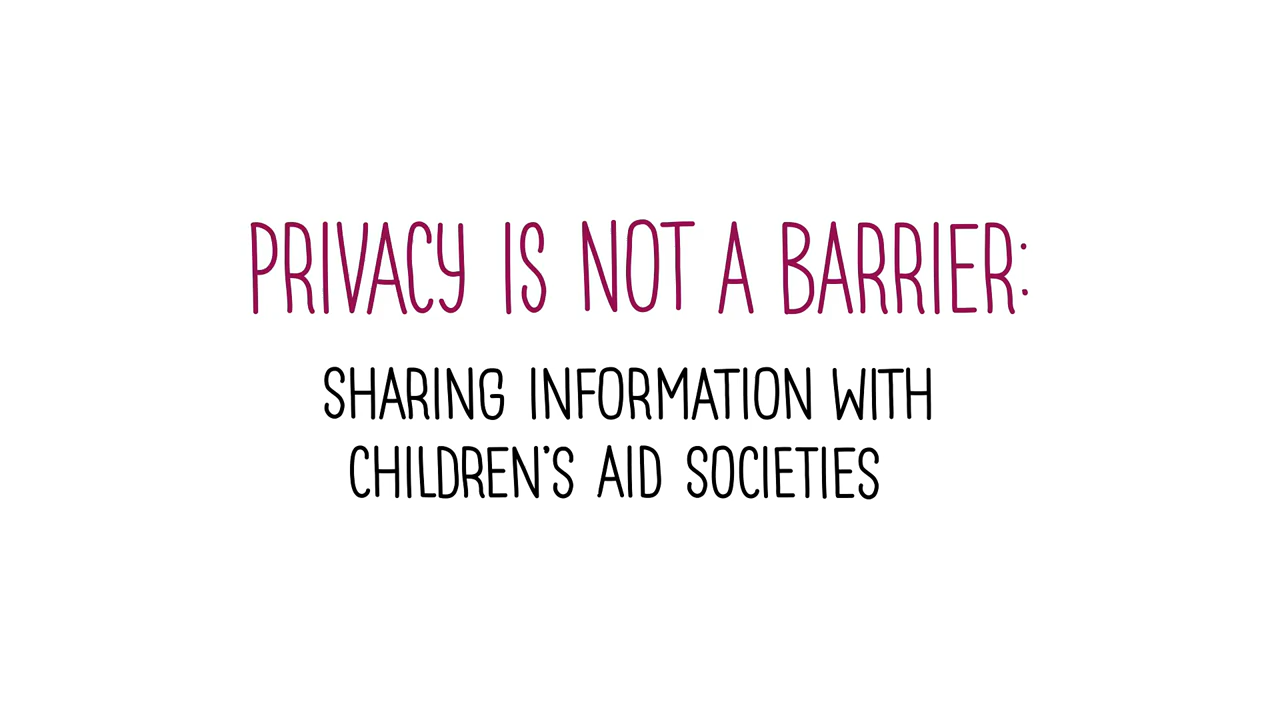 PRIVACY IS NOT A BARRIER:
SHARING INFORMATION WITH
CHILDREN'S AID SOCIETIES